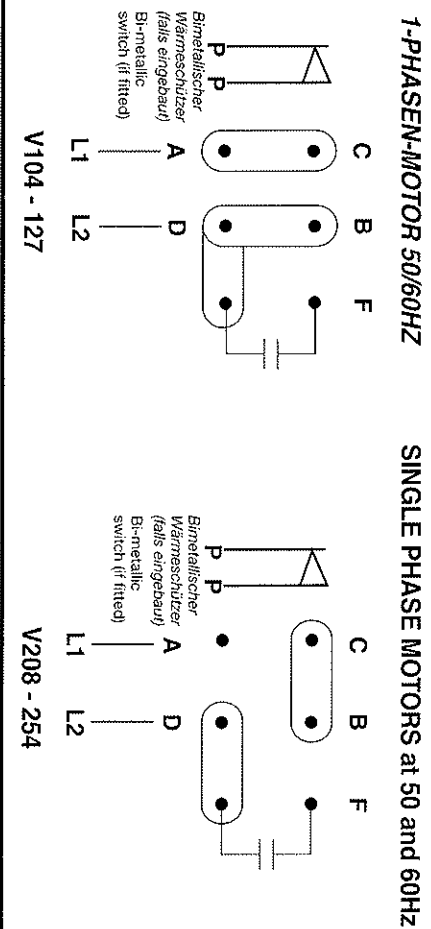 1-PHASEN-MOTOR 50/60HZ
C B F
P P
A D
L1 L2
Bimetallischer
Wärmeschützer
(falls eingebaut)
Bi-metallic
switch (if fitted)
V104 - 127
SINGLE PHASE MOTORS at 50 and 60Hz
C B F
P P
A D
L1 L2
Bimetallischer
Wärmeschützer
(falls eingebaut)
Bi-metallic
switch (if fitted)
V208 - 254